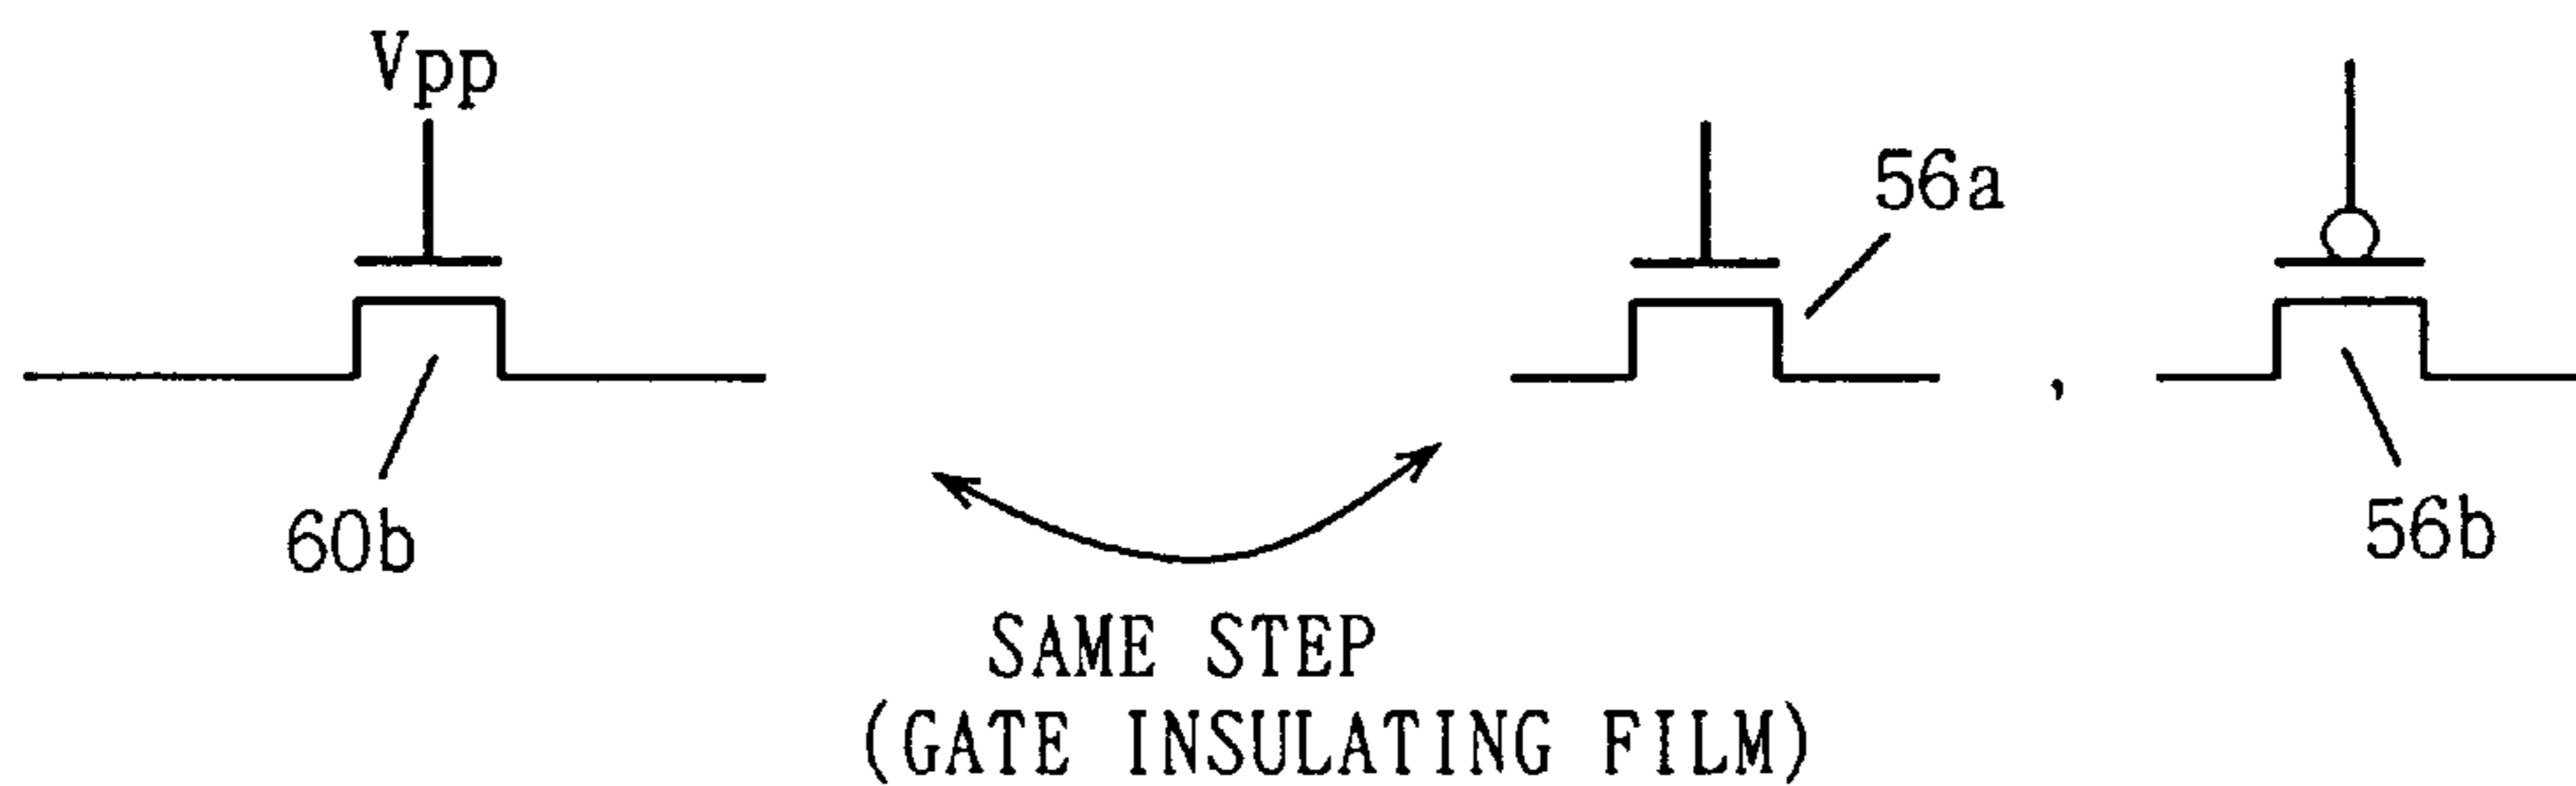 Vpp
56a
,
60b
56b
SAME STEP
(GATE INSULATING FILM)